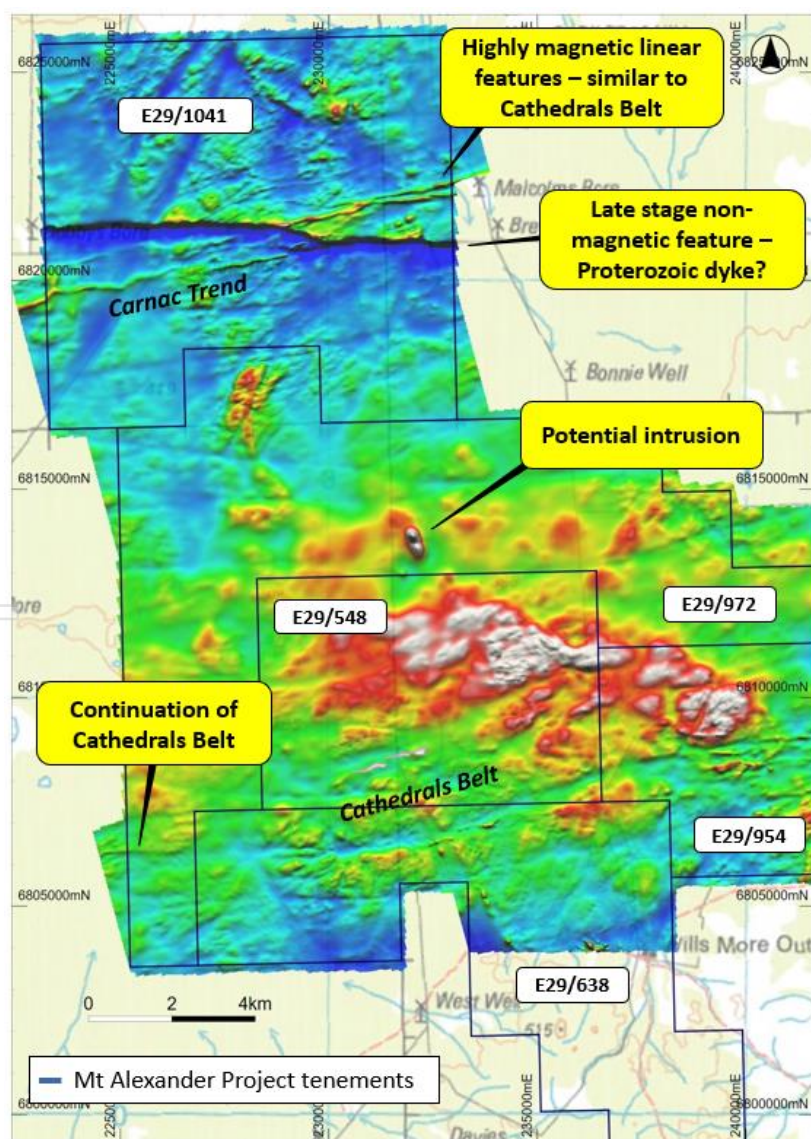 225000mE
230000mE
240000mE
6825000mN
Highly magnetic linear
features – similar to
Cathedrals Belt
E29/1041
Malcolms Bore
Late stage non-
magnetic feature –
Proterozoic dyke?
6820000mN
Carnac Trend
Bonnie Well
Potential intrusion
6815000mN
6815000mN
E29/548
E29/972
6810000mN
Continuation of
Cathedrals Belt
Cathedrals Belt
E29/954
6805000mN
6805000mN
E29/638
0 2 4km
West Well
515
Mt Alexander Project tenements
235000mE
240000mE
6800000mN
Davies